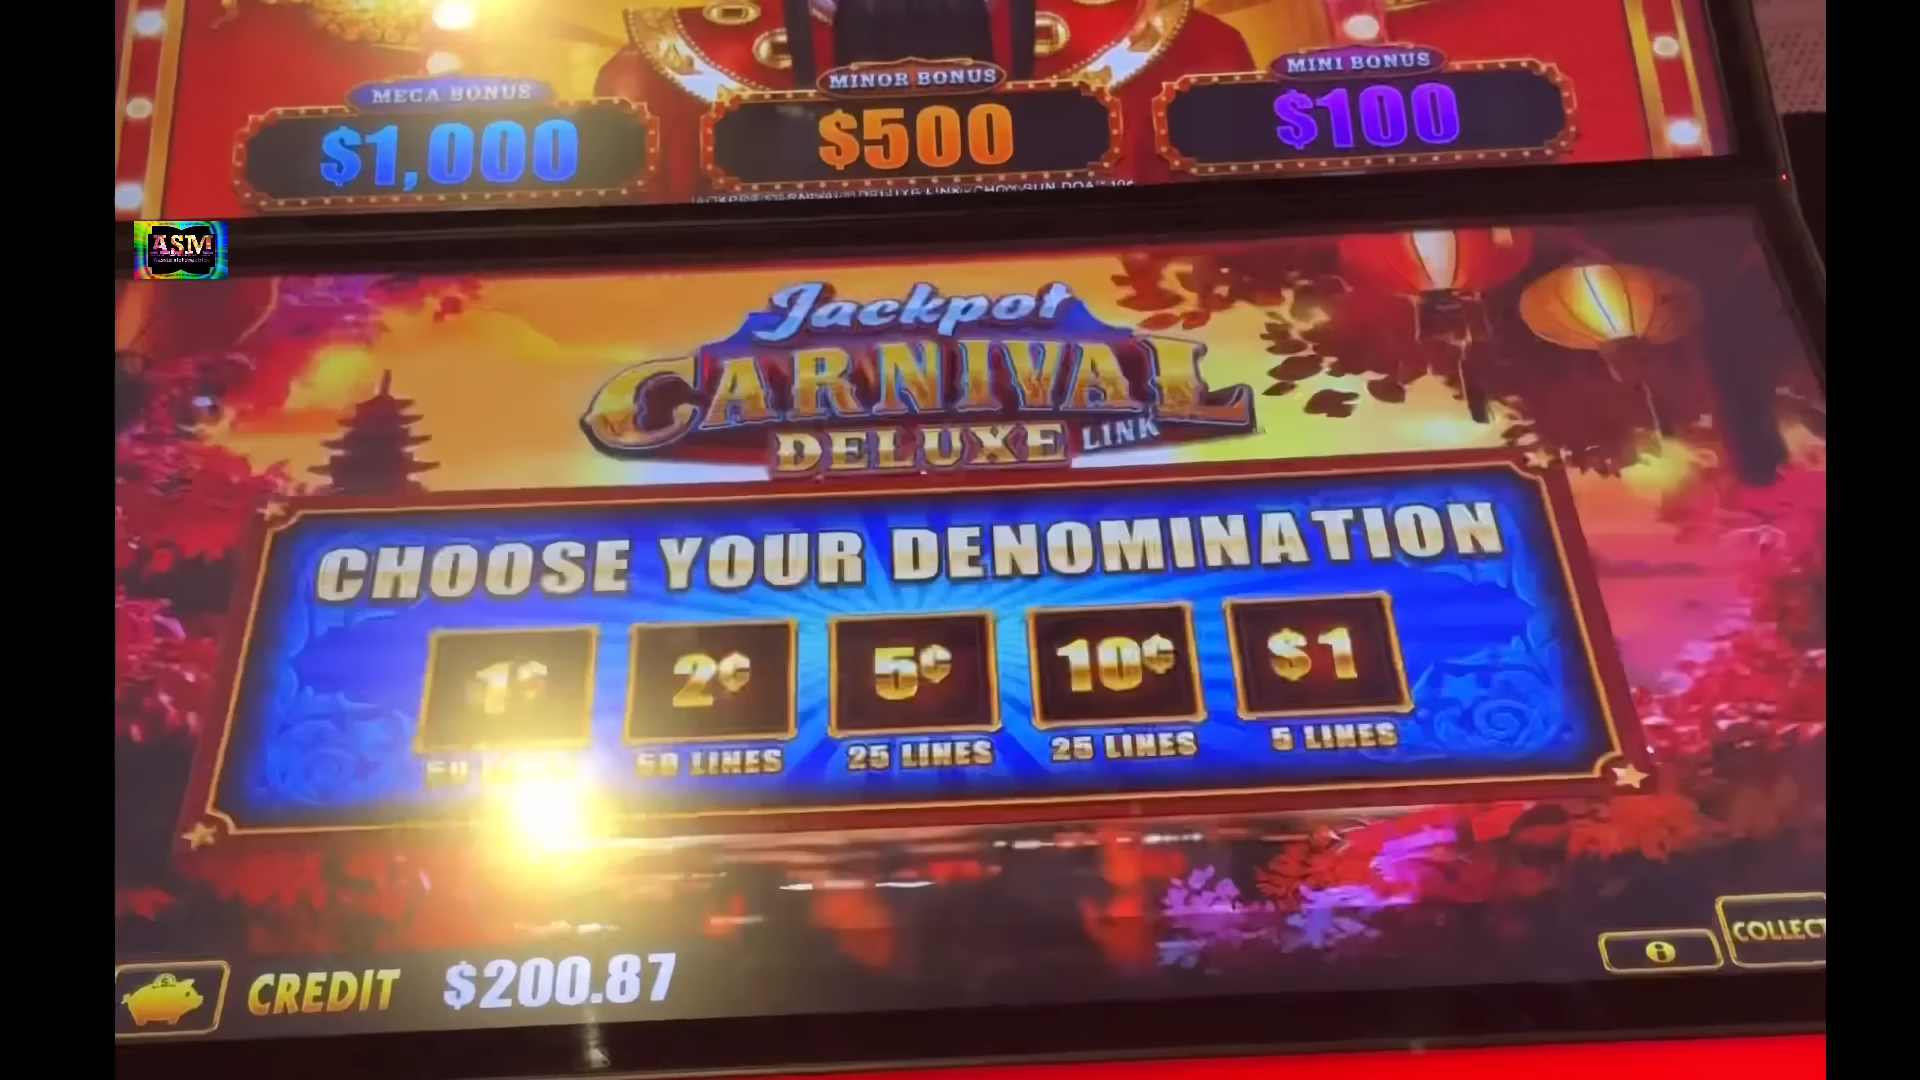 MEGA BONUS
$1,000
MINOR BONUS
$500
MINI BONUS
$100
ASM
Jackpot
CARNIVAL
DELUXE LINK
CHOOSE YOUR DENOMINATION
1¢ 2¢ 5¢ 10¢ $1
50 LINES 25 LINES 25 LINES 5 LINES
COLLECT
CREDIT $200.87